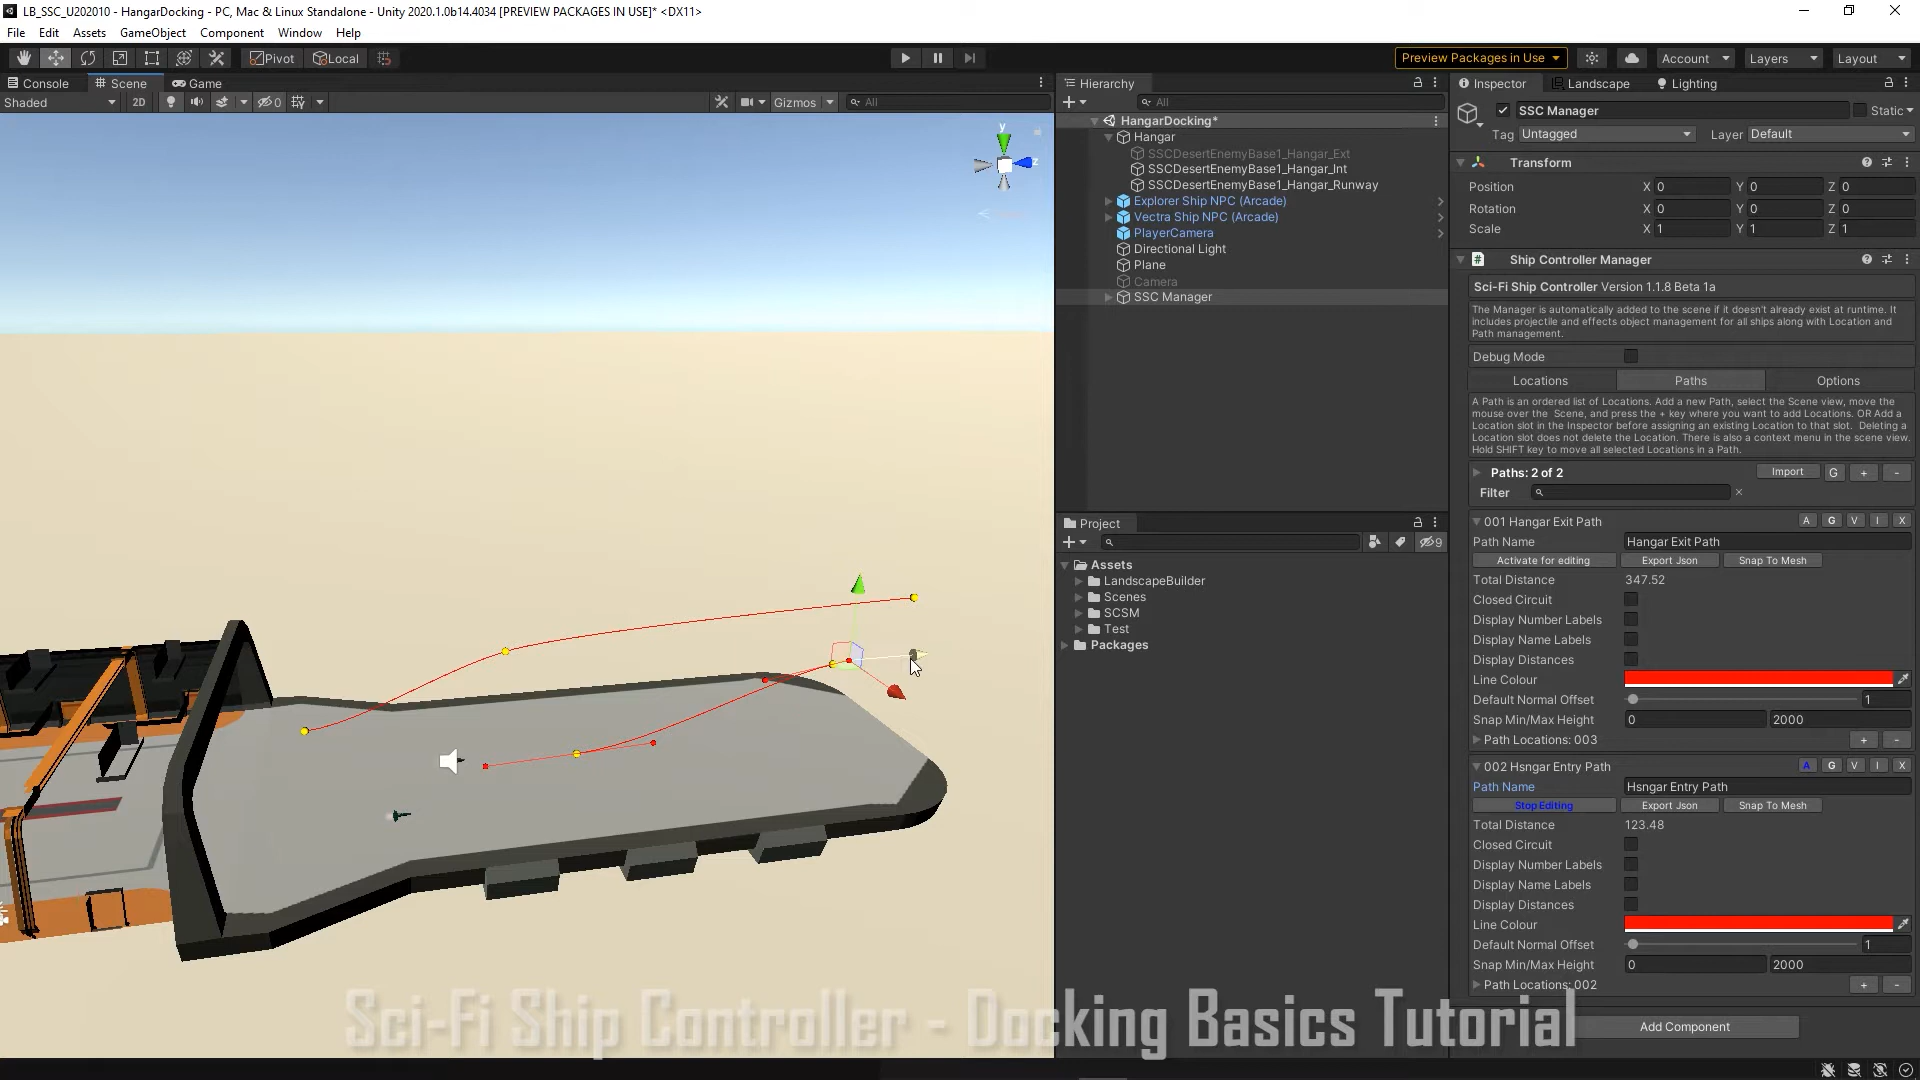 LB_SSC_U202010 - HangarDocking - PC, Mac & Linux Standalone - Unity 2020.1.0b14.4034 [PREVIEW PACKAGES IN USE]* <DX11>
File Edit Assets GameObject Component Window Help
Pivot Local Preview Packages in Use Account Layers Layout
Console Scene Game
Shaded 2D 0 Gizmos All
y
z
Hierarchy
All
HangarDocking*
Hangar
SSCDesertEnemyBase1_Hangar_Ext
SSCDesertEnemyBase1_Hangar_Int
SSCDesertEnemyBase1_Hangar_Runway
Explorer Ship NPC (Arcade)
Vectra Ship NPC (Arcade)
PlayerCamera
Directional Light
Plane
Camera
SSC Manager
Project
9
Assets
LandscapeBuilder
Scenes
SCSM
Test
Packages
Inspector Landscape Lighting
SSC Manager Static
Tag Untagged Layer Default
Transform
Position X 0 Y 0 Z 0
Rotation X 0 Y 0 Z 0
Scale X 1 Y 1 Z 1
# Ship Controller Manager
Sci-Fi Ship Controller Version 1.1.8 Beta 1a
The Manager is automatically added to the scene if it doesn't already exist at runtime. It
includes projectile and effects object management for all ships along with Location and
Path management.
Debug Mode
Locations Paths Options
A Path is an ordered list of Locations. Add a new Path, select the Scene view, move the
mouse over the Scene, and press the + key where you want to add Locations. OR Add a
Location slot in the Inspector before assigning an existing Location to that slot. Deleting a
Location slot does not delete the Location. There is also a context menu in the scene view.
Hold SHIFT key to move all selected Locations in a Path.
Paths: 2 of 2 Import G + -
Filter
001 Hangar Exit Path A G V I X
Path Name Hangar Exit Path
Activate for editing Export Json Snap To Mesh
Total Distance 347.52
Closed Circuit
Display Number Labels
Display Name Labels
Display Distances
Line Colour
Default Normal Offset 1
Snap Min/Max Height 0 2000
Path Locations: 003 + -
002 Hsngar Entry Path A G V I X
Path Name Hsngar Entry Path
Stop Editing Export Json Snap To Mesh
Total Distance 123.48
Closed Circuit
Display Number Labels
Display Name Labels
Display Distances
Line Colour
Default Normal Offset 1
Snap Min/Max Height 0 2000
Path Locations: 002 + -
Add Component
Sci-Fi Ship Controller - Docking Basics Tutorial